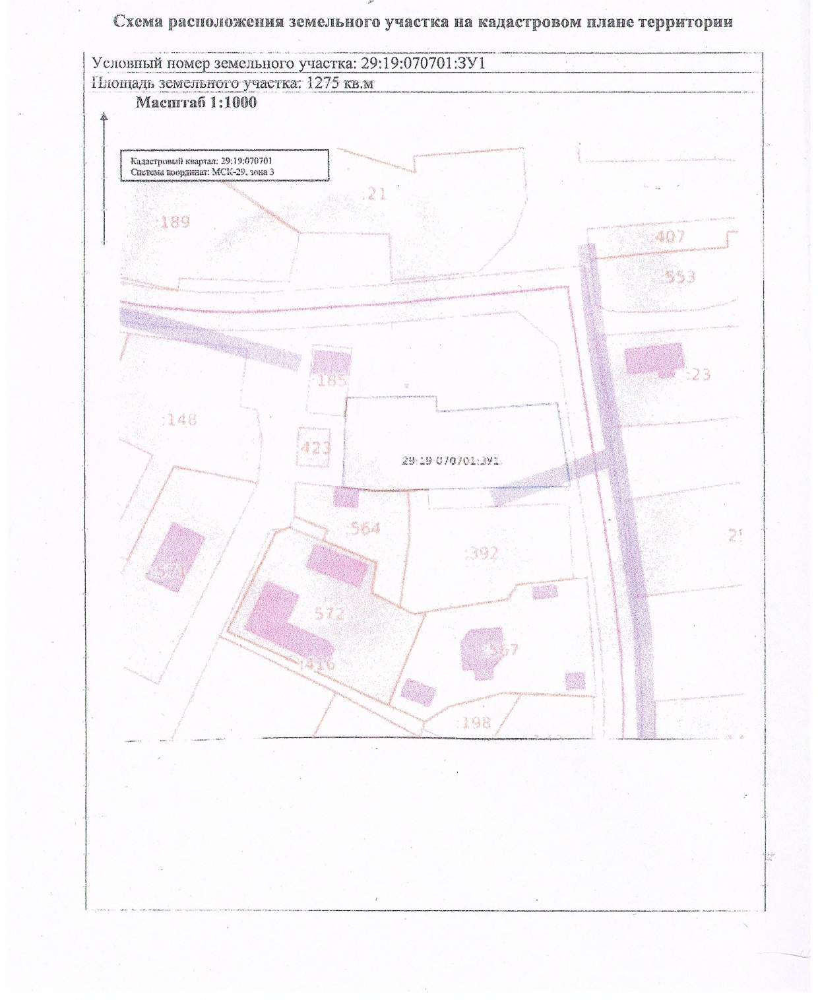 Схема расположения земельного участка на кадастровом плане территории
Условный номер земельного участка: 29:19:070701:ЗУ1
Площадь земельного участка: 1275 кв.м
Масштаб 1:1000
Кадастровый квартал: 29:19:070701
Система координат: МСК-29, зона 3
:21
:189
:407
:553
:185
:23
:148
:423
29:19:070701:ЗУ1
:564
:392
:572
:567
:416
:198